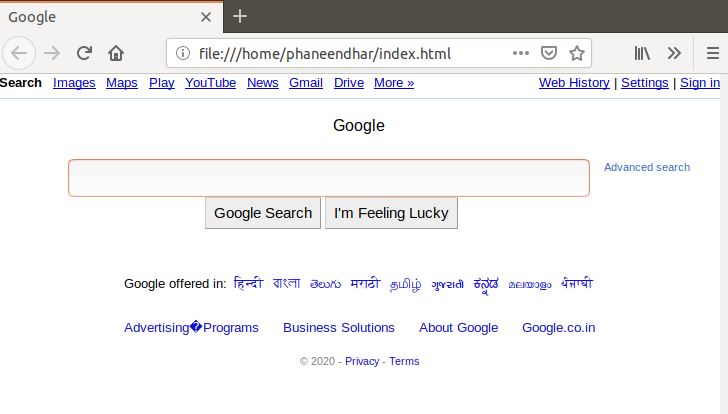 Google
file:///home/phaneendhar/index.html
Search Images Maps Play YouTube News Gmail Drive More » Web History | Settings | Sign in
Google
Advanced search
Google Search I'm Feeling Lucky
Google offered in: हिन्दी বাংলা తెలుగు मराठी தமிழ் ગુજરાતી ಕನ್ನಡ മലയാളം ਪੰਜਾਬੀ
Advertising�Programs Business Solutions About Google Google.co.in
© 2020 - Privacy - Terms